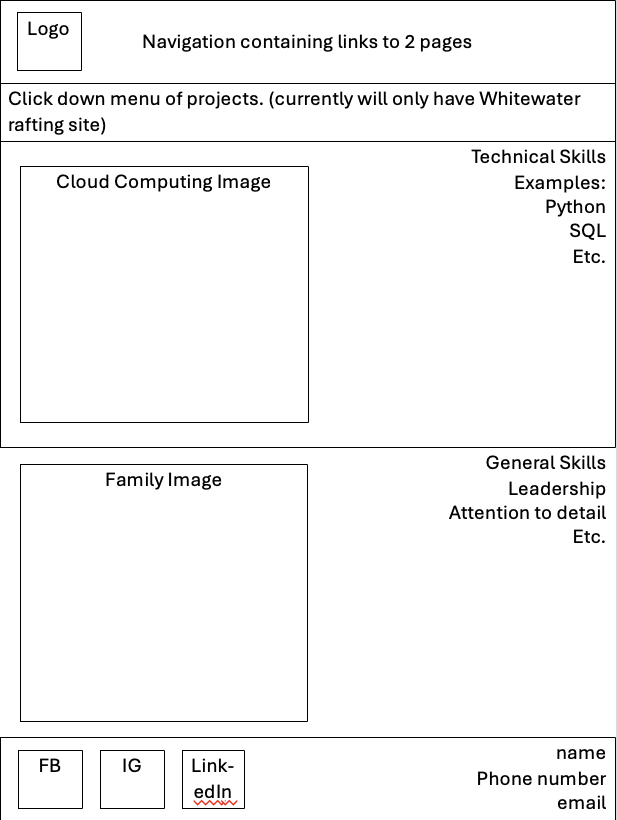 Logo
Navigation containing links to 2 pages
Click down menu of projects. (currently will only have Whitewater
rafting site)
Cloud Computing Image
Technical Skills
Examples:
Python
SQL
Etc.
Family Image
General Skills
Leadership
Attention to detail
Etc.
FB
IG
Link-
edIn
name
Phone number
email